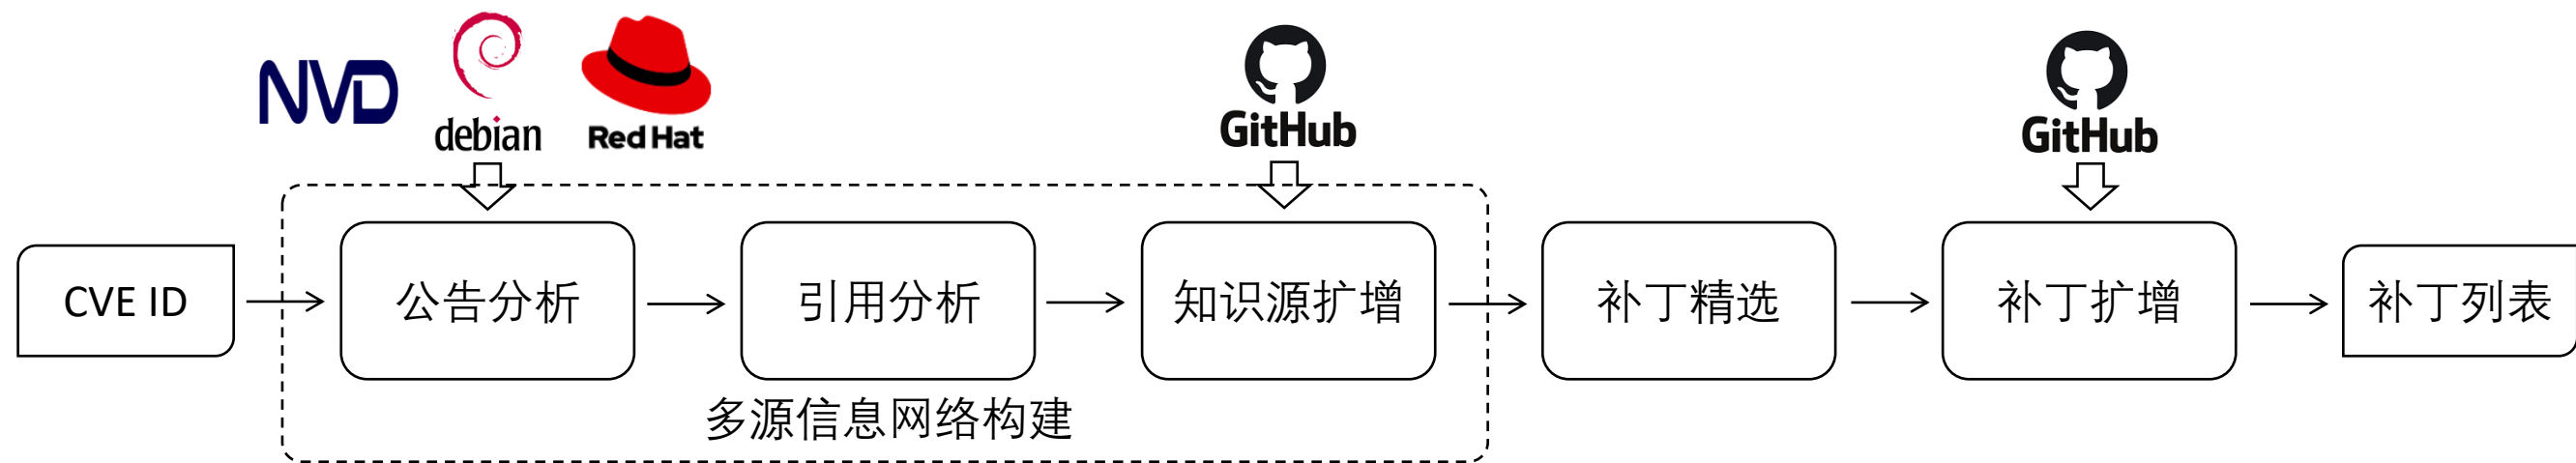 NVD
debian
Red Hat
GitHub
GitHub
CVE ID
公告分析
引用分析
知识源扩增
补丁精选
补丁扩增
补丁列表
多源信息网络构建